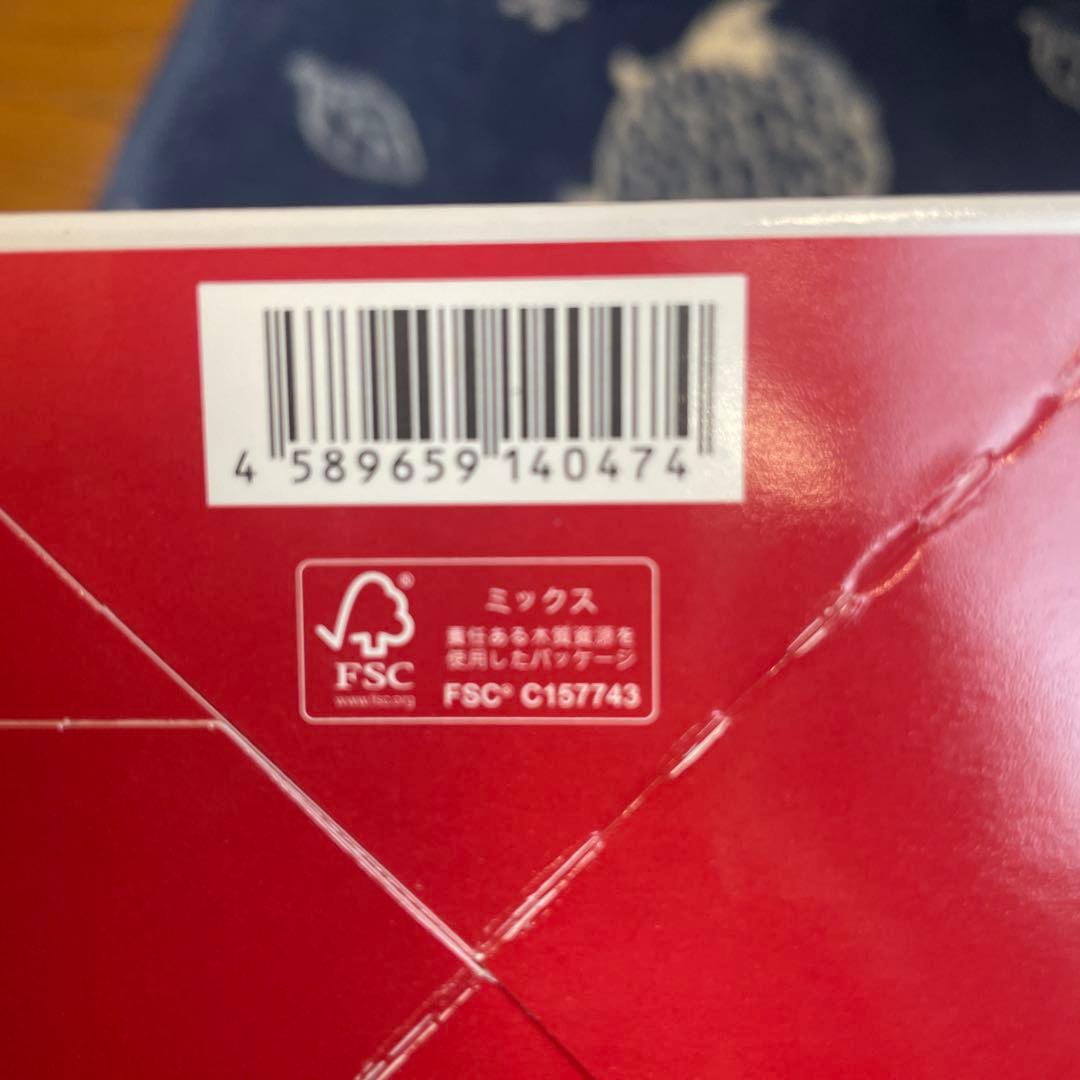 4 589659 140474
ミックス
責任ある木質資源を
使用したパッケージ
FSC® C157743
FSC®
www.fsc.org